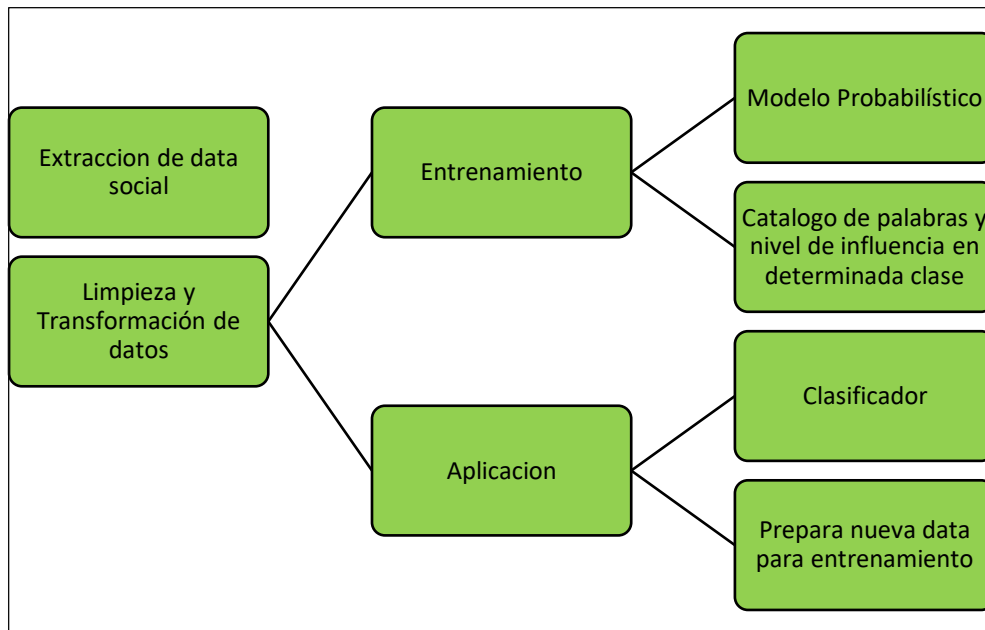 Extraccion de data
social
Limpieza y
Transformación de
datos
Entrenamiento
Aplicacion
Modelo Probabilístico
Catalogo de palabras y
nivel de influencia en
determinada clase
Clasificador
Prepara nueva data
para entrenamiento